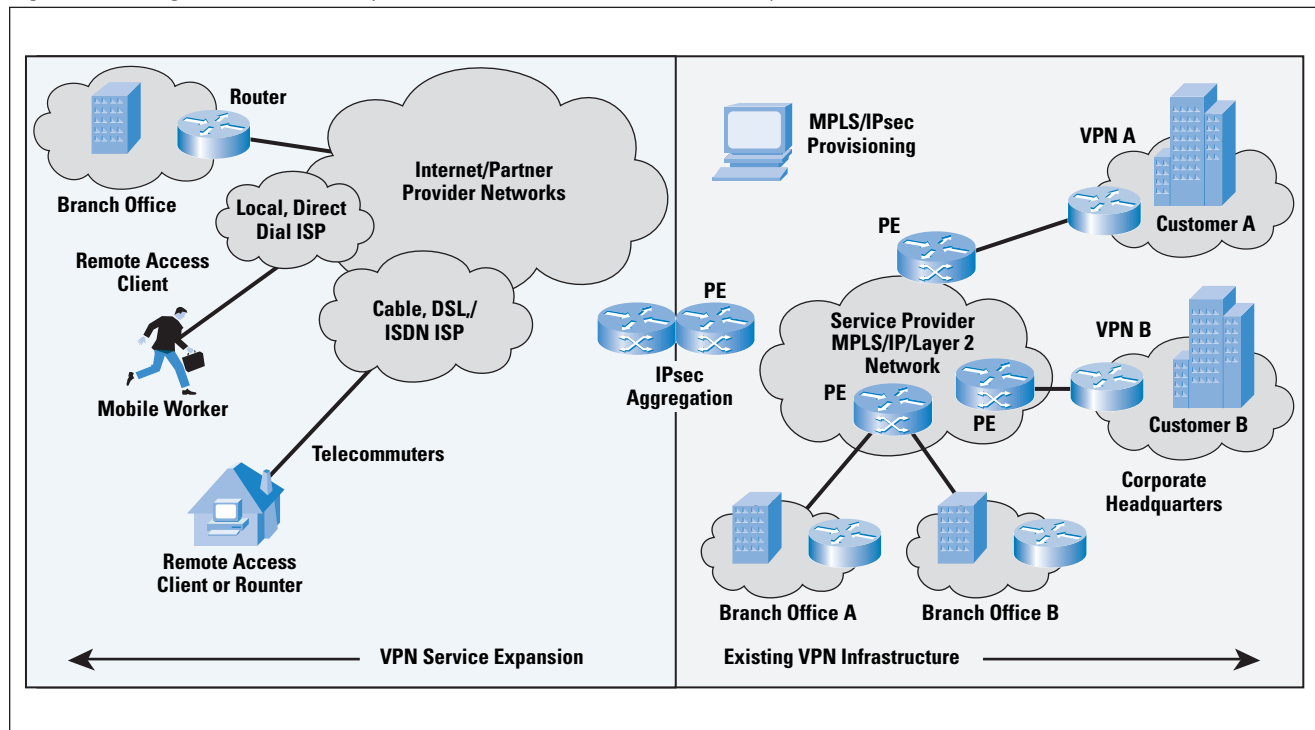 Router
Branch Office
Internet/Partner
Provider Networks
Local, Direct
Dial ISP
Remote Access
Client
Cable, DSL,/
ISDN ISP
Mobile Worker
Telecommuters
Remote Access
Client or Rounter
VPN Service Expansion
PE
IPsec
Aggregation
MPLS/IPsec
Provisioning
VPN A
Customer A
PE
Service Provider
MPLS/IP/Layer 2
Network
PE
PE
VPN B
Customer B
Corporate
Headquarters
Branch Office A
Branch Office B
Existing VPN Infrastructure